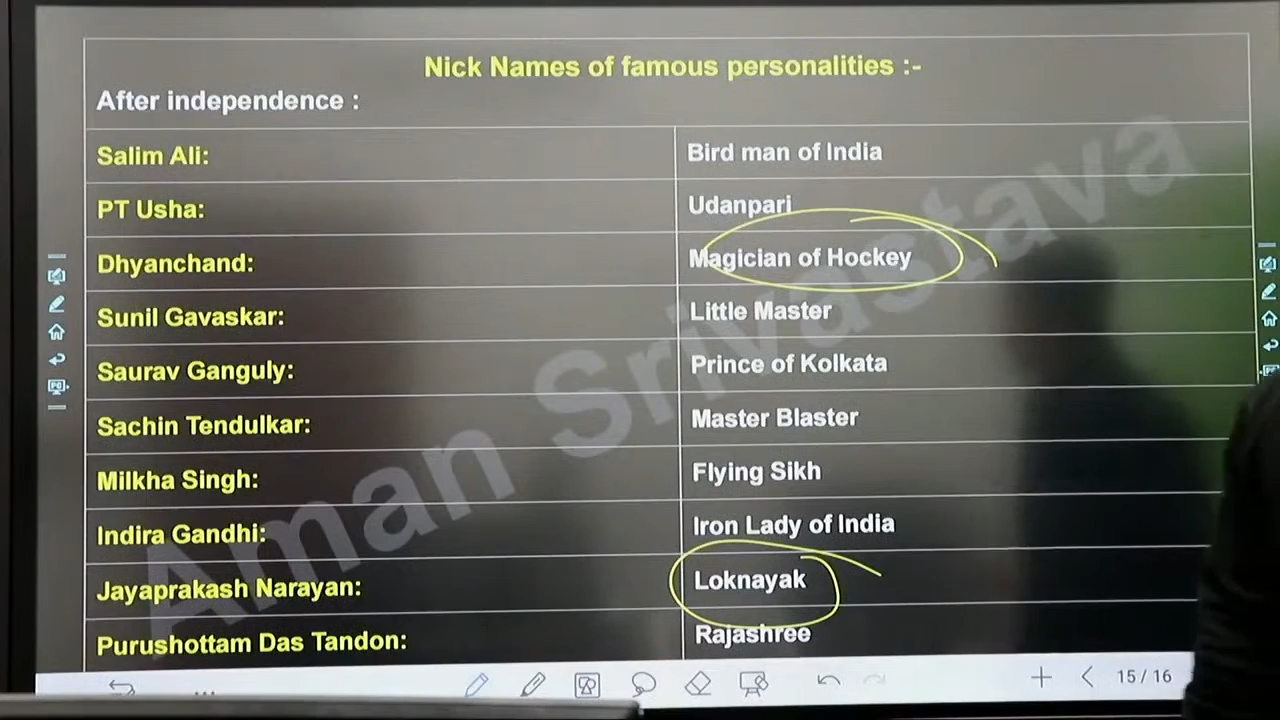 Nick Names of famous personalities :-
After independence :
Salim Ali: Bird man of India
PT Usha: Udanpari
Dhyanchand: Magician of Hockey
Sunil Gavaskar: Little Master
Saurav Ganguly: Prince of Kolkata
Sachin Tendulkar: Master Blaster
Milkha Singh: Flying Sikh
Indira Gandhi: Iron Lady of India
Jayaprakash Narayan: Loknayak
Purushottam Das Tandon: Rajashree
Aman Srivastava
15 / 16